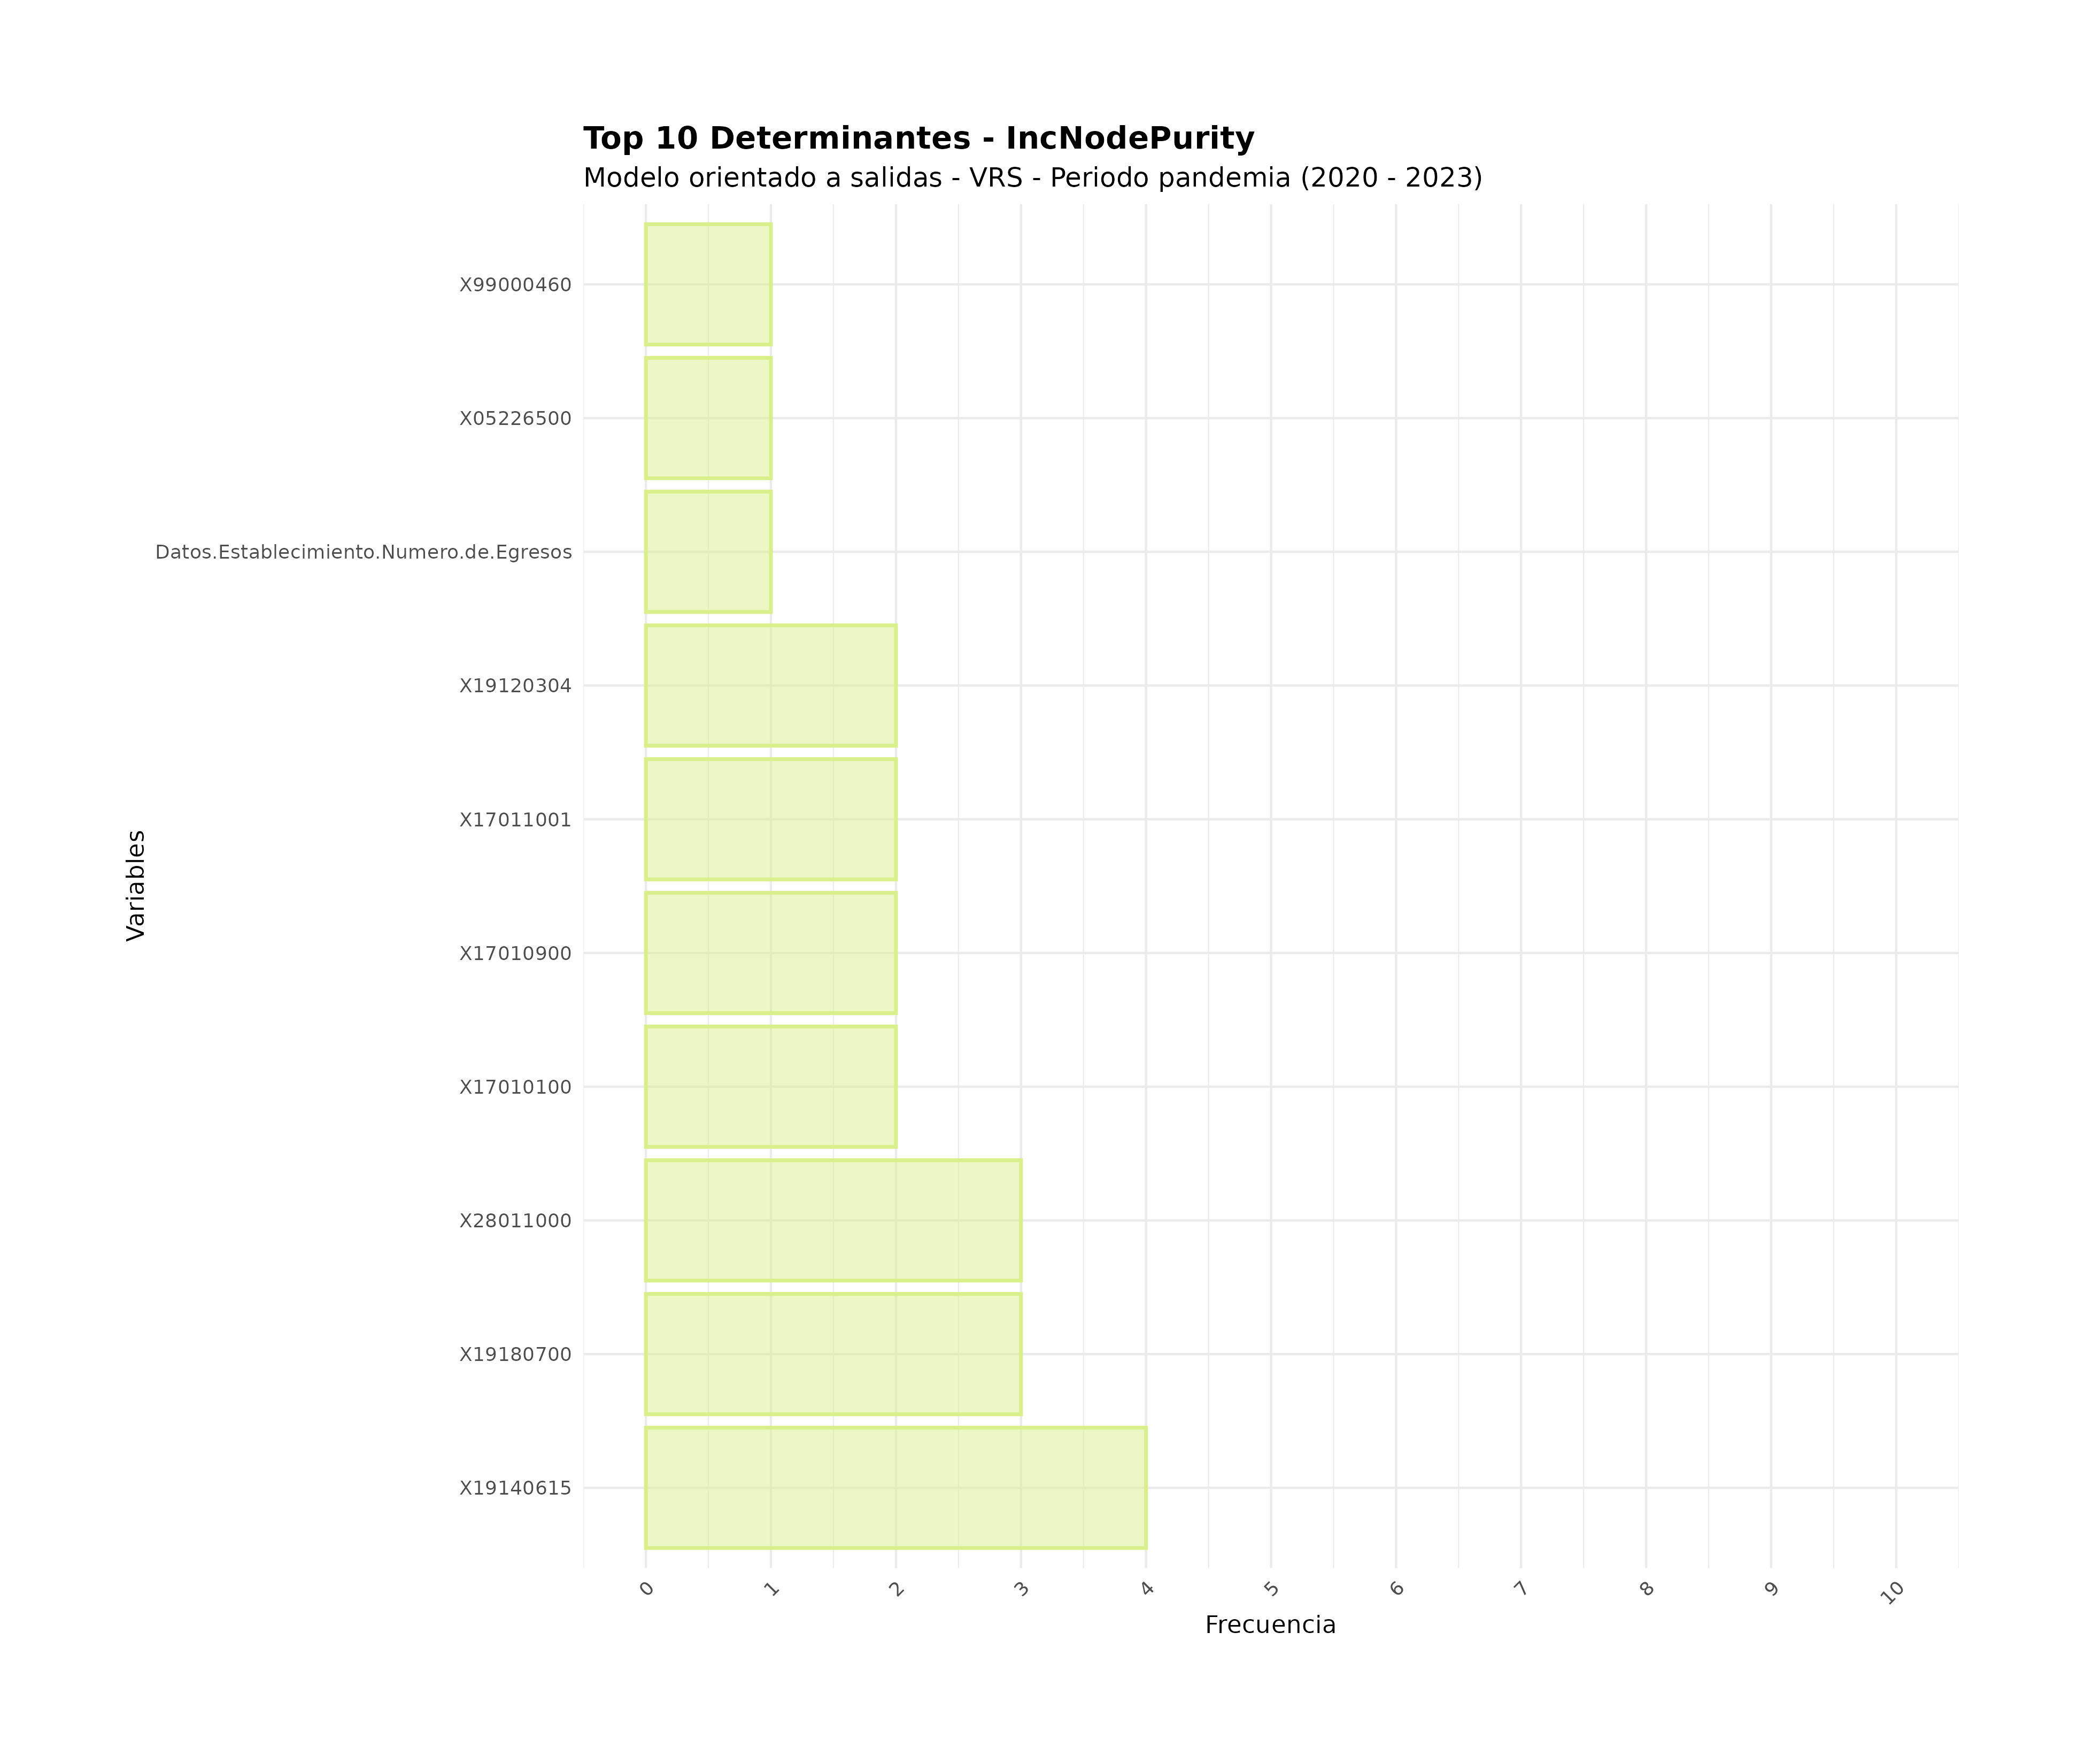 Top 10 Determinantes - IncNodePurity
Modelo orientado a salidas - VRS - Periodo pandemia (2020 - 2023)
X99000460
X05226500
Datos.Establecimiento.Numero.de.Egresos
X19120304
X17011001
X17010900
X17010100
X28011000
X19180700
X19140615
Variables
0 1 2 3 4 5 6 7 8 9 10
Frecuencia